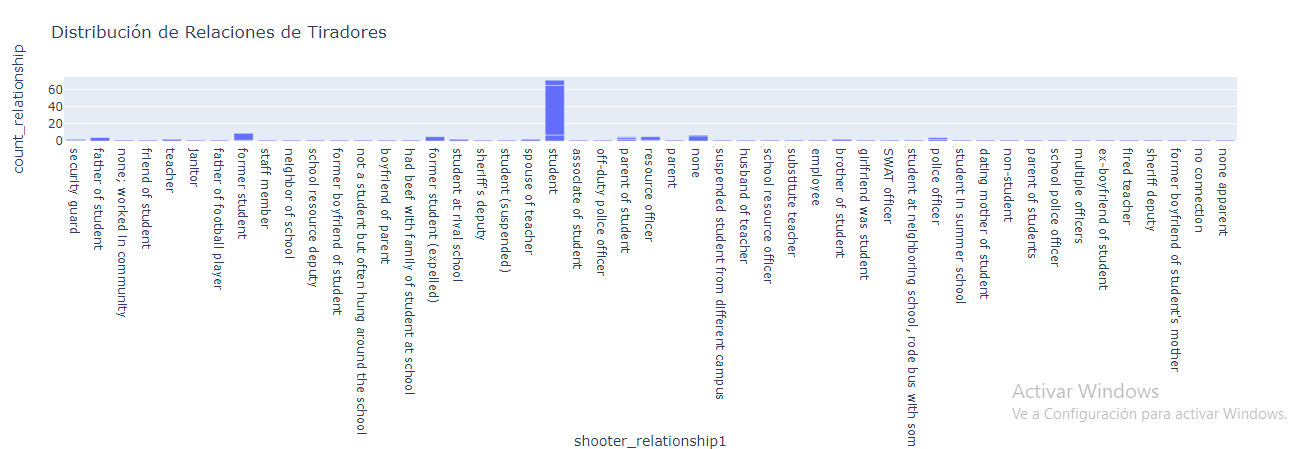 Distribución de Relaciones de Tiradores
count_relationship
60
40
20
0
security guard
father of student
none; worked in community
friend of student
teacher
janitor
father of football player
former student
staff member
neighbor of school
school resource deputy
former boyfriend of student
not a student but often hung around the school
boyfriend of parent
had beef with family of student at school
former student (expelled)
student at rival school
sheriff's deputy
student (suspended)
spouse of teacher
student
associate of student
off-duty police officer
parent of student
resource officer
parent
none
suspended student from different campus
husband of teacher
school resource officer
substitute teacher
employee
brother of student
girlfriend was student
SWAT officer
student at neighboring school, rode bus with som
police officer
student in summer school
dating mother of student
non-student
parent of students
school police officer
multiple officers
ex-boyfriend of student
fired teacher
sheriff deputy
former boyfriend of student's mother
no connection
none apparent
shooter_relationship1
Activar Windows
Ve a Configuración para activar Windows.